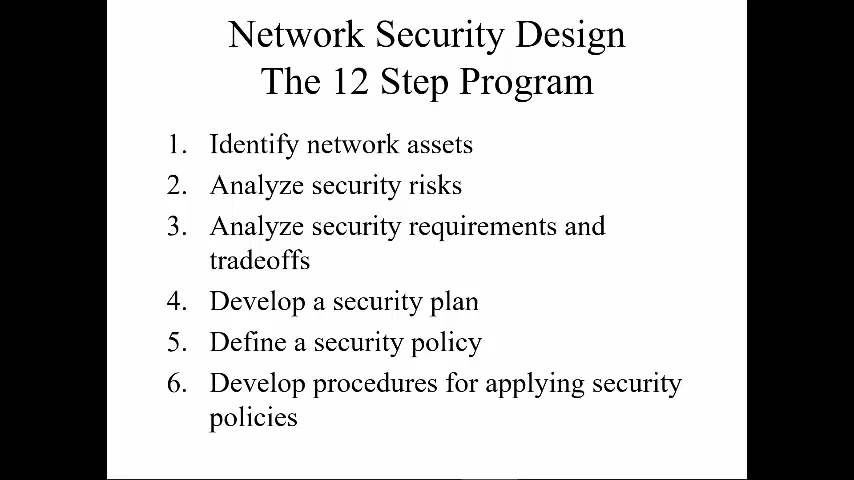 Network Security Design
The 12 Step Program
1. Identify network assets
2. Analyze security risks
3. Analyze security requirements and
tradeoffs
4. Develop a security plan
5. Define a security policy
6. Develop procedures for applying security
policies